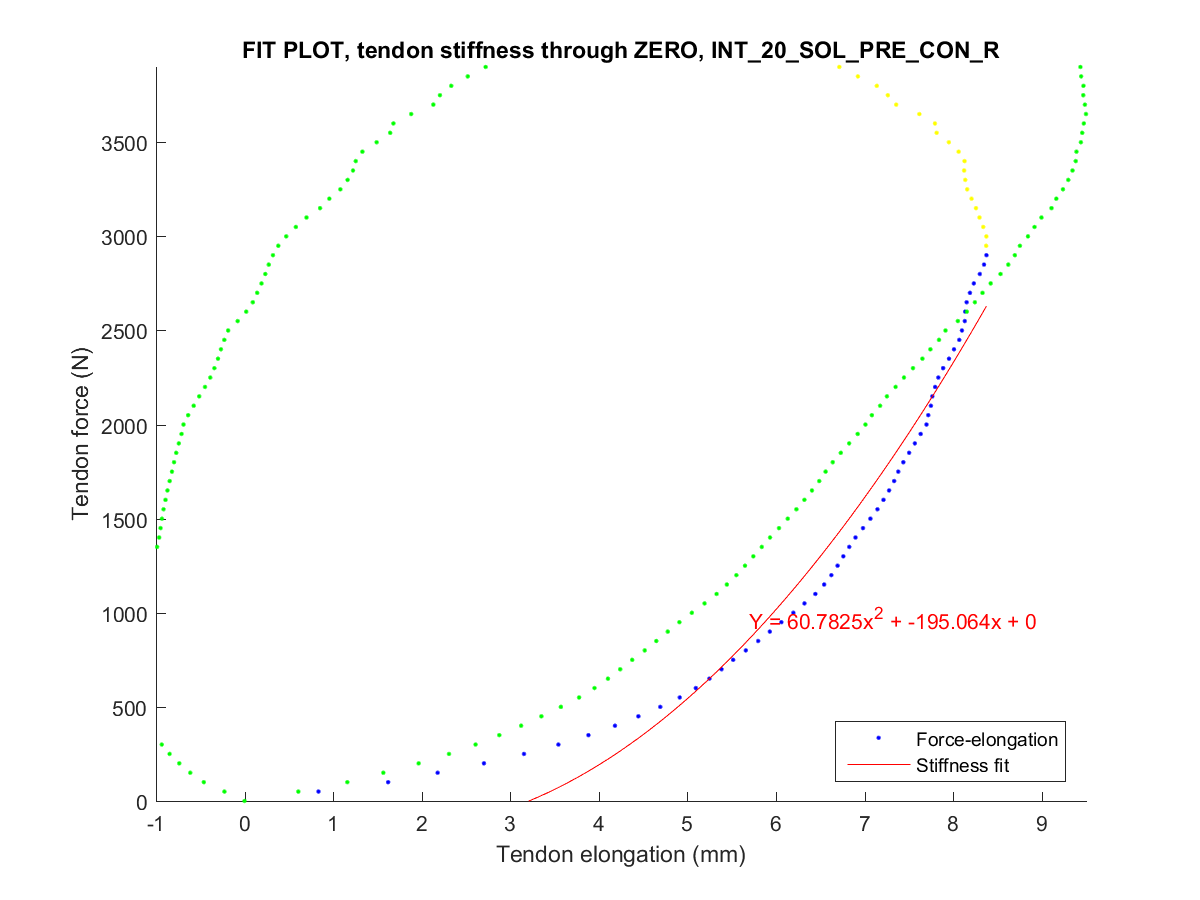 FIT PLOT, tendon stiffness through ZERO, INT_20_SOL_PRE_CON_R
Tendon force (N)
3500
3000
2500
2000
1500
1000
500
0
Y = 60.7825x² + -195.064x + 0
Force-elongation
Stiffness fit
-1 0 1 2 3 4 5 6 7 8 9
Tendon elongation (mm)